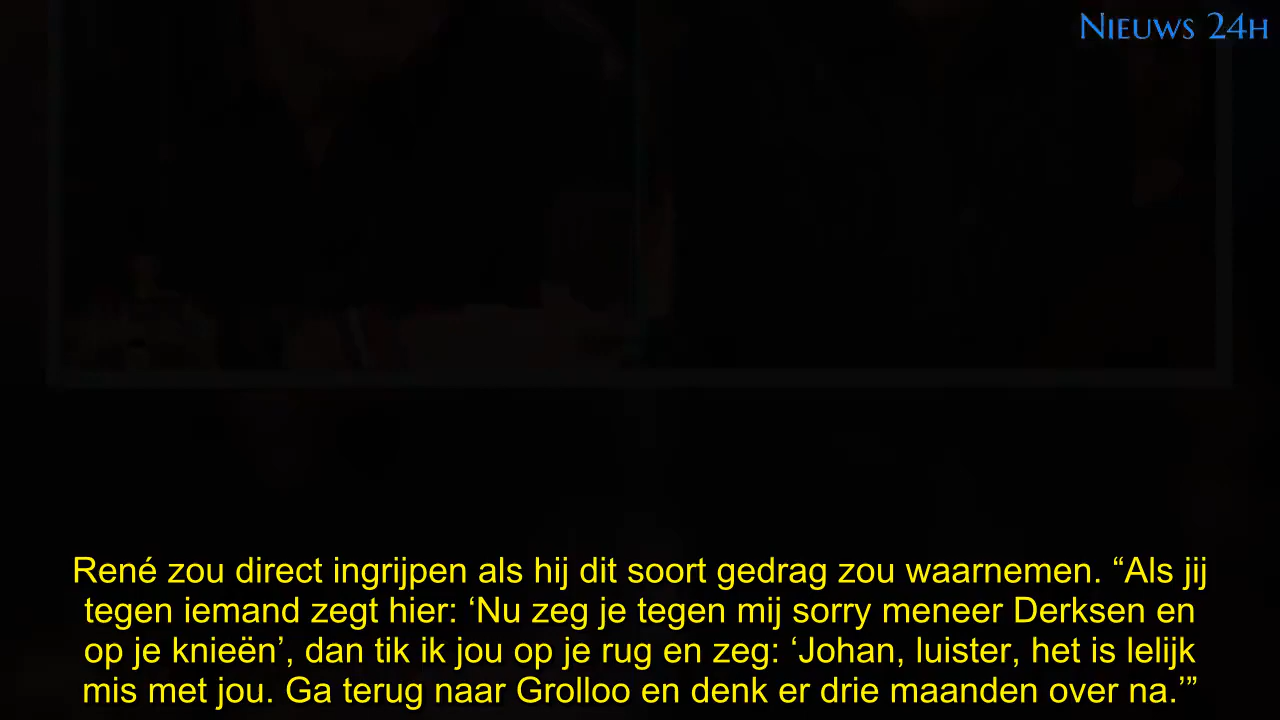 Nieuws 24h
René zou direct ingrijpen als hij dit soort gedrag zou waarnemen. “Als jij
tegen iemand zegt hier: ‘Nu zeg je tegen mij sorry meneer Derksen en
op je knieën’, dan tik ik jou op je rug en zeg: ‘Johan, luister, het is lelijk
mis met jou. Ga terug naar Grolloo en denk er drie maanden over na.’”